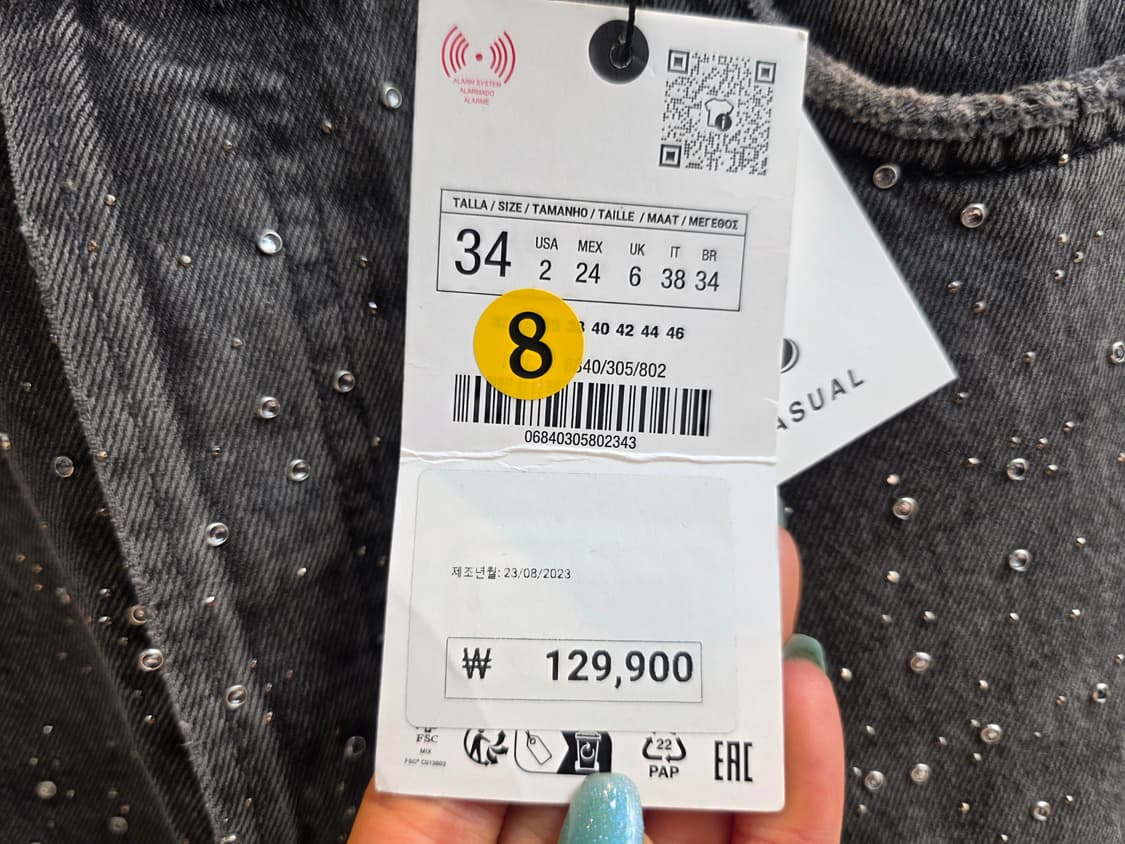 ALARM SYSTEM
ALARMADO
ALARME
TALLA / SIZE / TAMANHO / TAILLE / MAAT / ΜΕΓΕΘΟΣ
34
USA MEX UK IT BR
2 24 6 38 34
40 42 44 46
8
40/305/802
06840305802343
ASUAL
제조년월: 23/08/2023
₩ 129,900
FSC
MIX
22
PAP
EAC